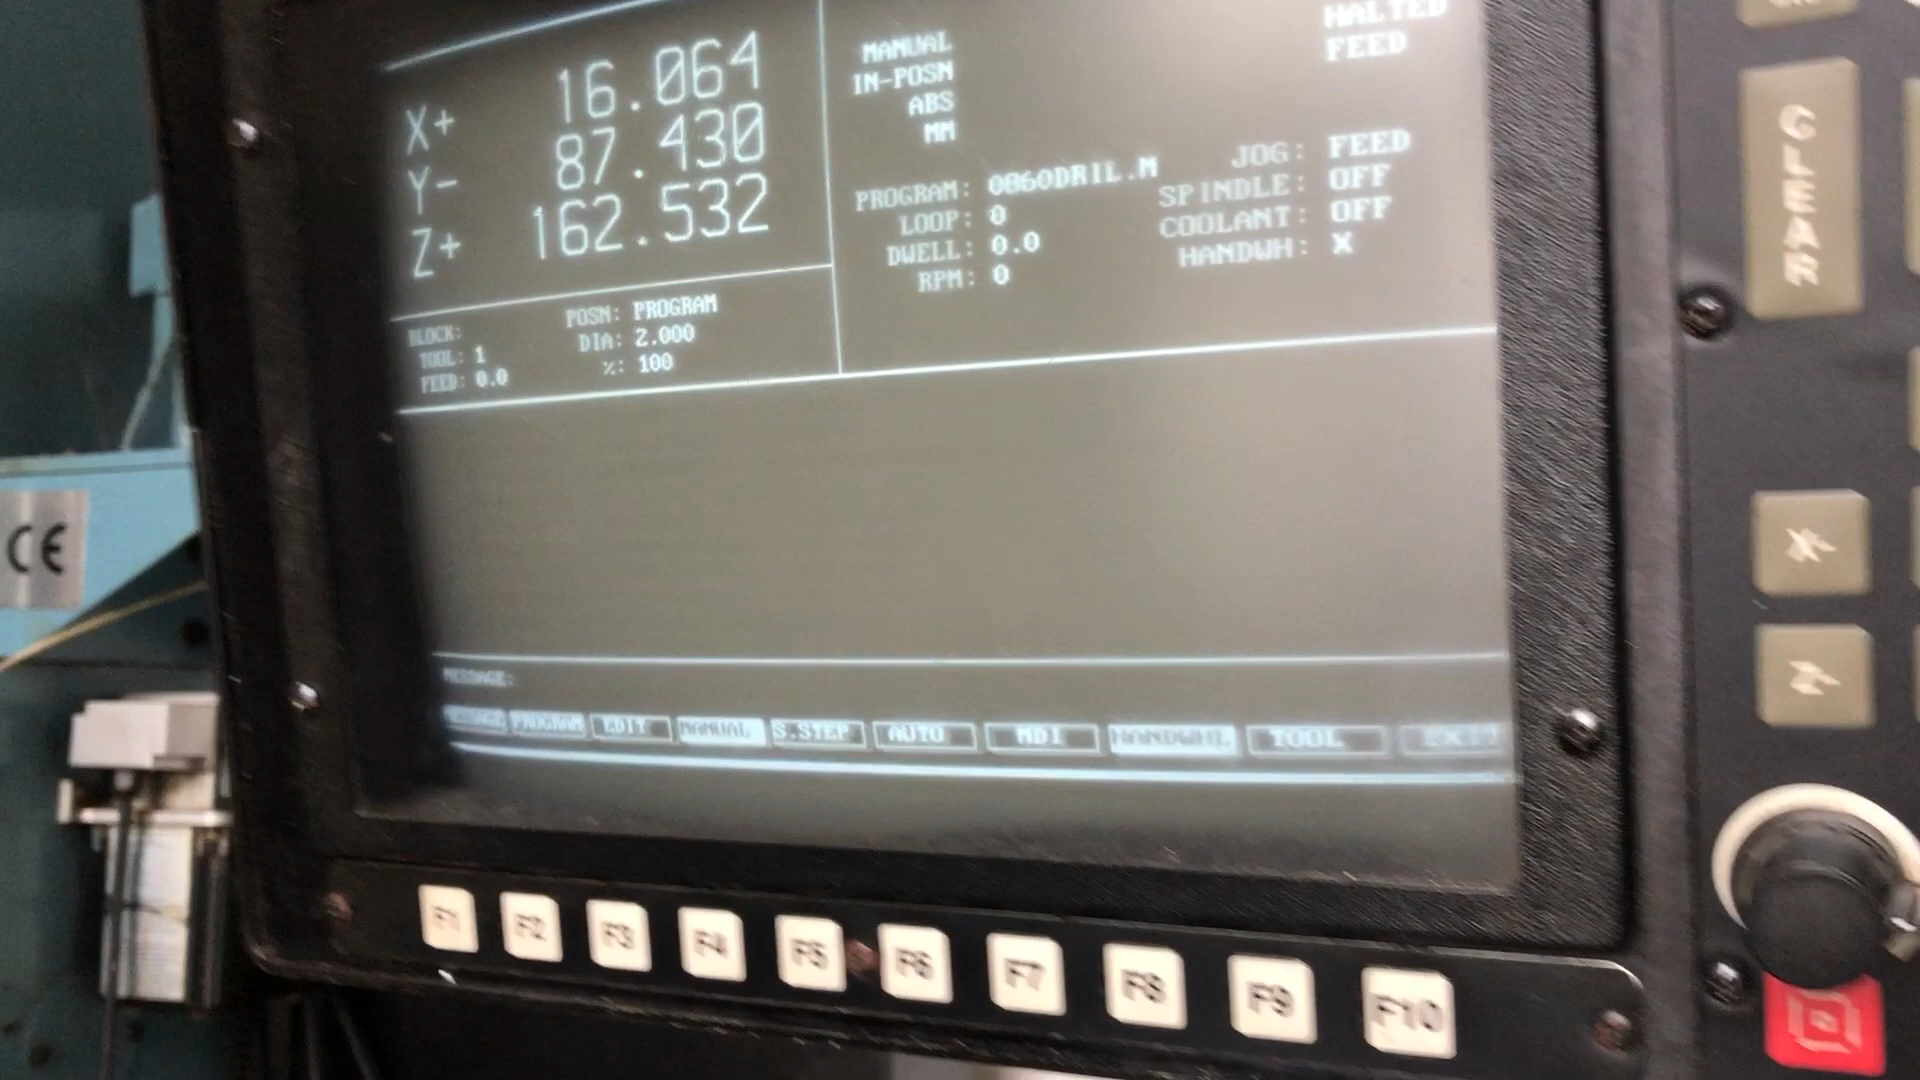 X+ 16.064
Y- 87.430
Z+ 162.532
MANUAL
IN-POSN
ABS
MM
HALTED
FEED
PROGRAM: 0860DRIL.M
LOOP: 0
DWELL: 0.0
RPM: 0
JOG: FEED
SPINDLE: OFF
COOLANT: OFF
HANDWH: X
BLOCK:
TOOL: 1
FEED: 0.0
POSN: PROGRAM
DIA: 2.000
%: 100
MESSAGE:
MESSAGE PROGRAM EDIT MANUAL S.STEP AUTO MDI HANDWHL TOOL EXIT
F1 F2 F3 F4 F5 F6 F7 F8 F9 F10
CLEAR
CE